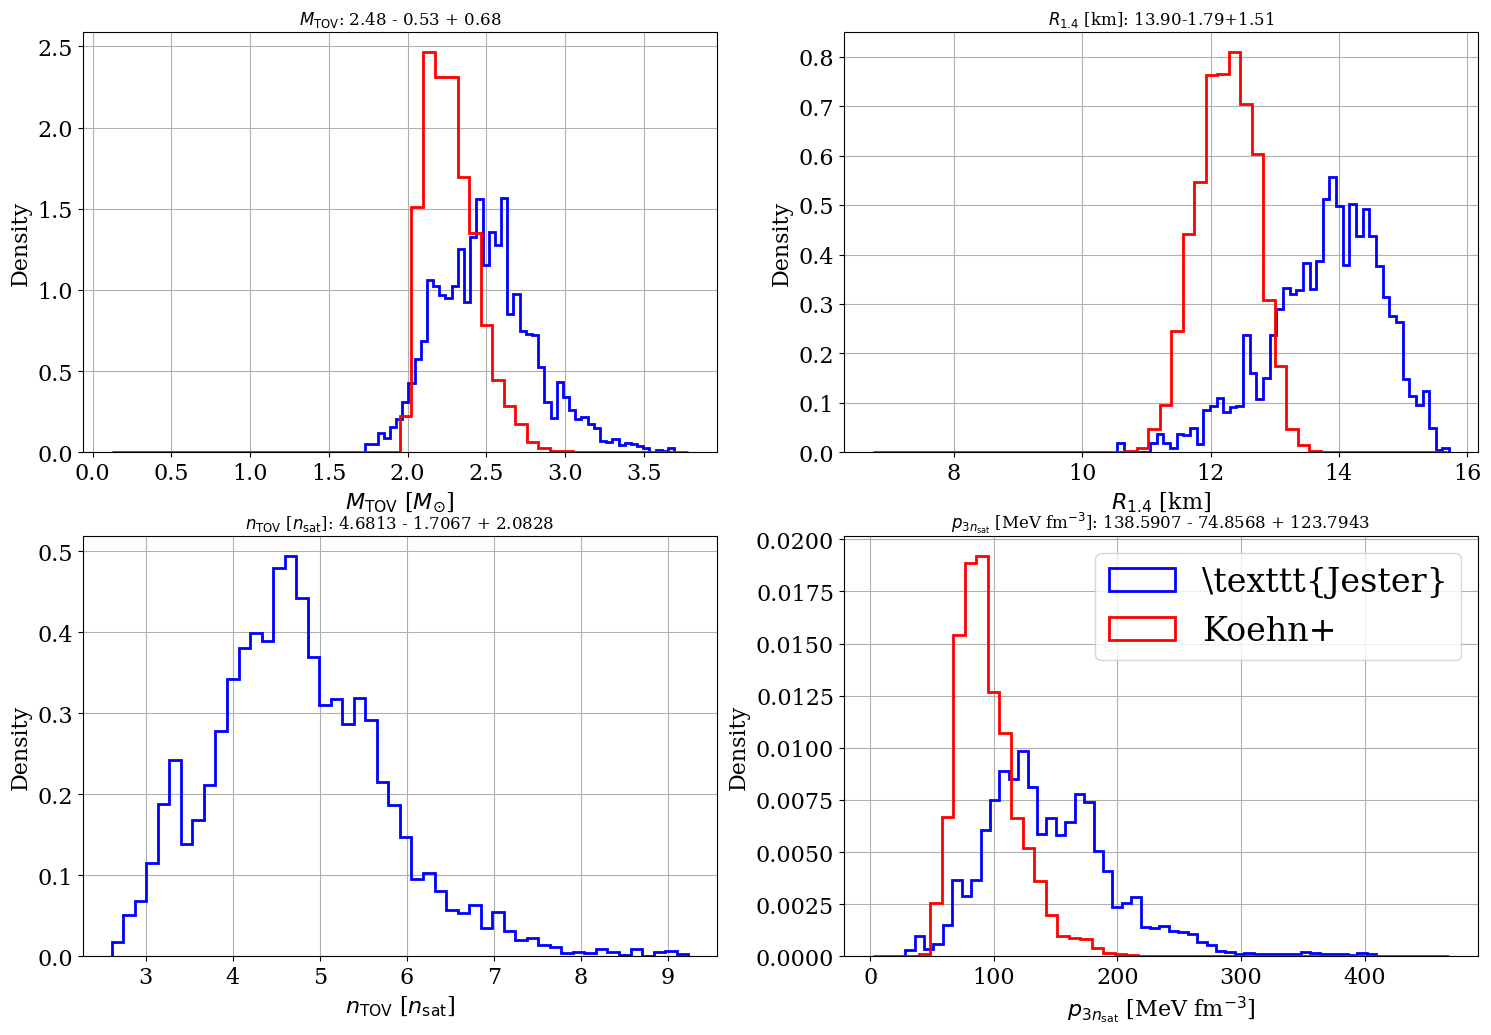 M_TOV: 2.48 - 0.53 + 0.68
2.5
2.0
1.5
1.0
0.5
0.0
Density
0.0 0.5 1.0 1.5 2.0 2.5 3.0 3.5
M_TOV [M_⊙]
R_1.4 [km]: 13.90-1.79+1.51
0.8
0.7
0.6
0.5
0.4
0.3
0.2
0.1
0.0
Density
8 10 12 14 16
R_1.4 [km]
n_TOV [n_sat]: 4.6813 - 1.7067 + 2.0828
0.5
0.4
0.3
0.2
0.1
0.0
Density
3 4 5 6 7 8 9
n_TOV [n_sat]
p_3n_sat [MeV fm⁻³]: 138.5907 - 74.8568 + 123.7943
0.0200
0.0175
0.0150
0.0125
0.0100
0.0075
0.0050
0.0025
0.0000
Density
\texttt{Jester}
Koehn+
0 100 200 300 400
p_3n_sat [MeV fm⁻³]